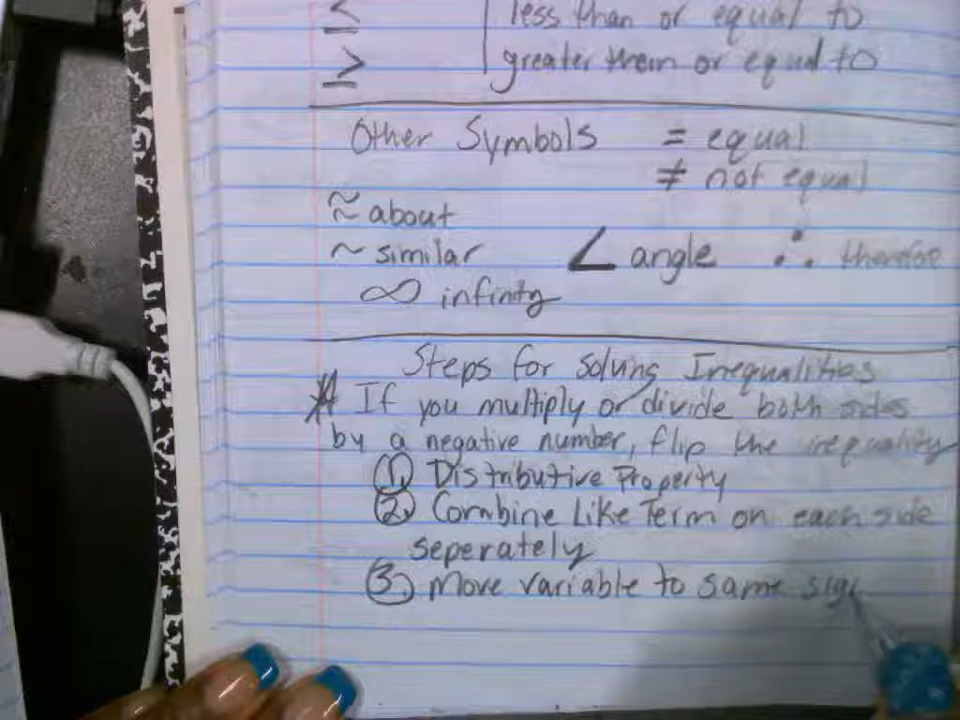 ≤ less than or equal to
≥ greater than or equal to
Other Symbols = equal
≠ not equal
≈ about
~ similar ∠ angle ∴ therefore
∞ infinity
Steps for Solving Inequalities
* If you multiply or divide both sides
by a negative number, flip the inequality
1. Distributive Property
2. Combine Like Term on each side
seperately
3. Move variable to same